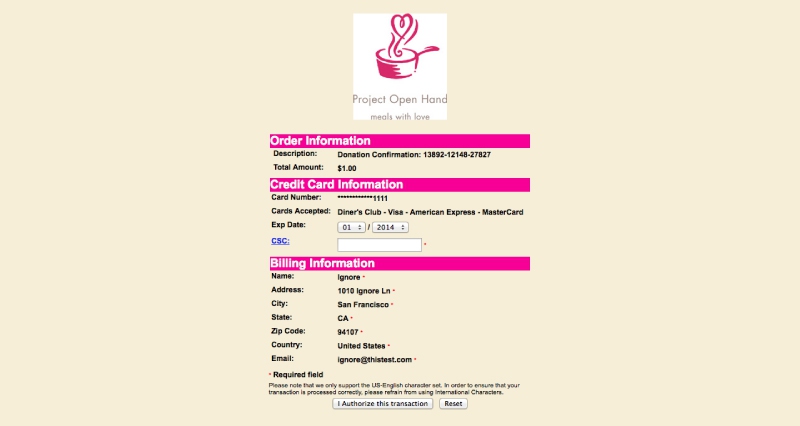 Project Open Hand
meals with love
Order Information
Description: Donation Confirmation: 13892-12148-27827
Total Amount: $1.00
Credit Card Information
Card Number: ************1111
Cards Accepted: Diner's Club - Visa - American Express - MasterCard
Exp Date: 01 / 2014
CSC: *
Billing Information
Name: Ignore *
Address: 1010 Ignore Ln *
City: San Francisco *
State: CA *
Zip Code: 94107 *
Country: United States *
Email: ignore@thistest.com *
* Required field
Please note that we only support the US-English character set. In order to ensure that your
transaction is processed correctly, please refrain from using International Characters.
I Authorize this transaction Reset